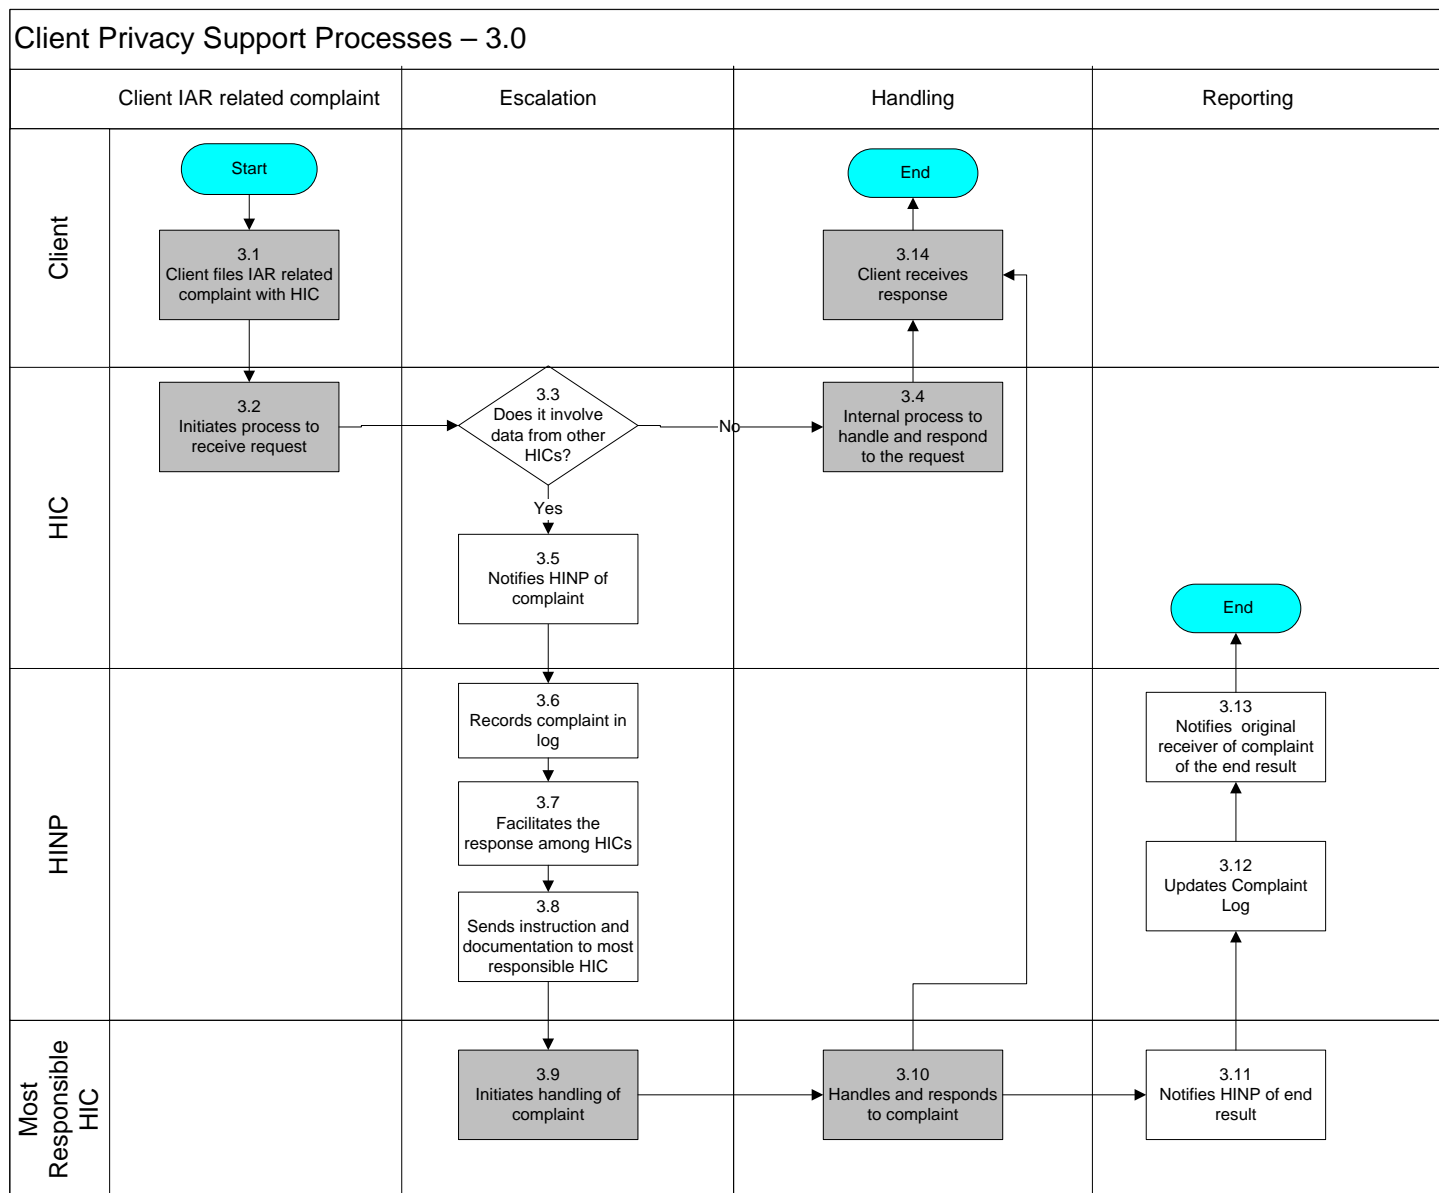 Client Privacy Support Processes – 3.0
Client IAR related complaint
Escalation
Handling
Reporting
Client
Start
End
3.1
Client files IAR related
complaint with HIC
3.14
Client receives
response
HIC
3.2
Initiates process to
receive request
3.3
Does it involve
data from other
HICs?
No
3.4
Internal process to
handle and respond
to the request
Yes
3.5
Notifies HINP of
complaint
End
HINP
3.6
Records complaint in
log
3.13
Notifies original
receiver of complaint
of the end result
3.7
Facilitates the
response among HICs
3.12
Updates Complaint
Log
3.8
Sends instruction and
documentation to most
responsible HIC
Most
Responsible
HIC
3.9
Initiates handling of
complaint
3.10
Handles and responds
to complaint
3.11
Notifies HINP of end
result